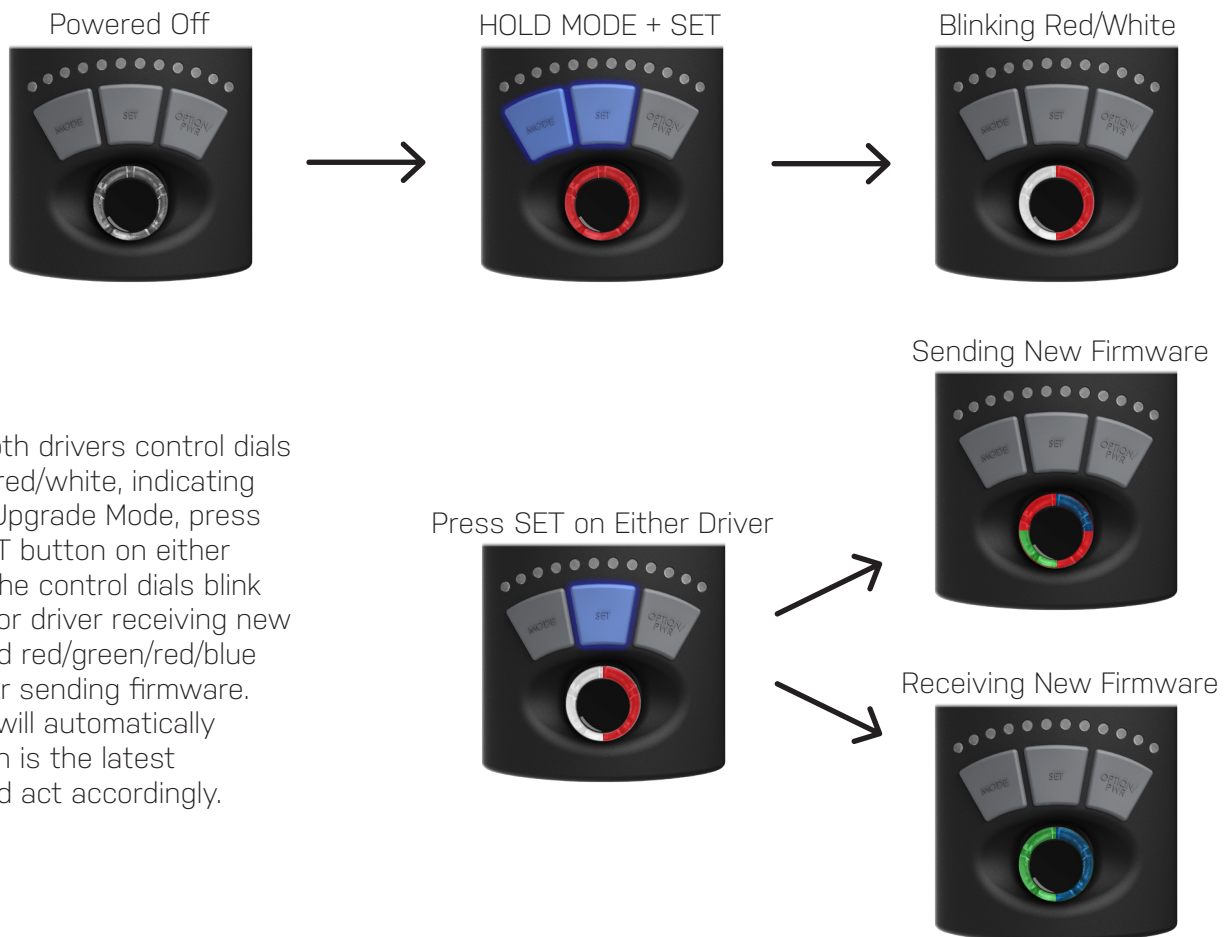 Powered Off
HOLD MODE + SET
Blinking Red/White
MODE
SET
OPTION/
PWR
MODE
SET
OPTION/
PWR
MODE
SET
OPTION/
PWR
oth drivers control dials
red/white, indicating
Upgrade Mode, press
T button on either
he control dials blink
or driver receiving new
d red/green/red/blue
r sending firmware.
will automatically
n is the latest
d act accordingly.
Press SET on Either Driver
MODE
SET
OPTION/
PWR
Sending New Firmware
MODE
SET
OPTION/
PWR
Receiving New Firmware
MODE
SET
OPTION/
PWR